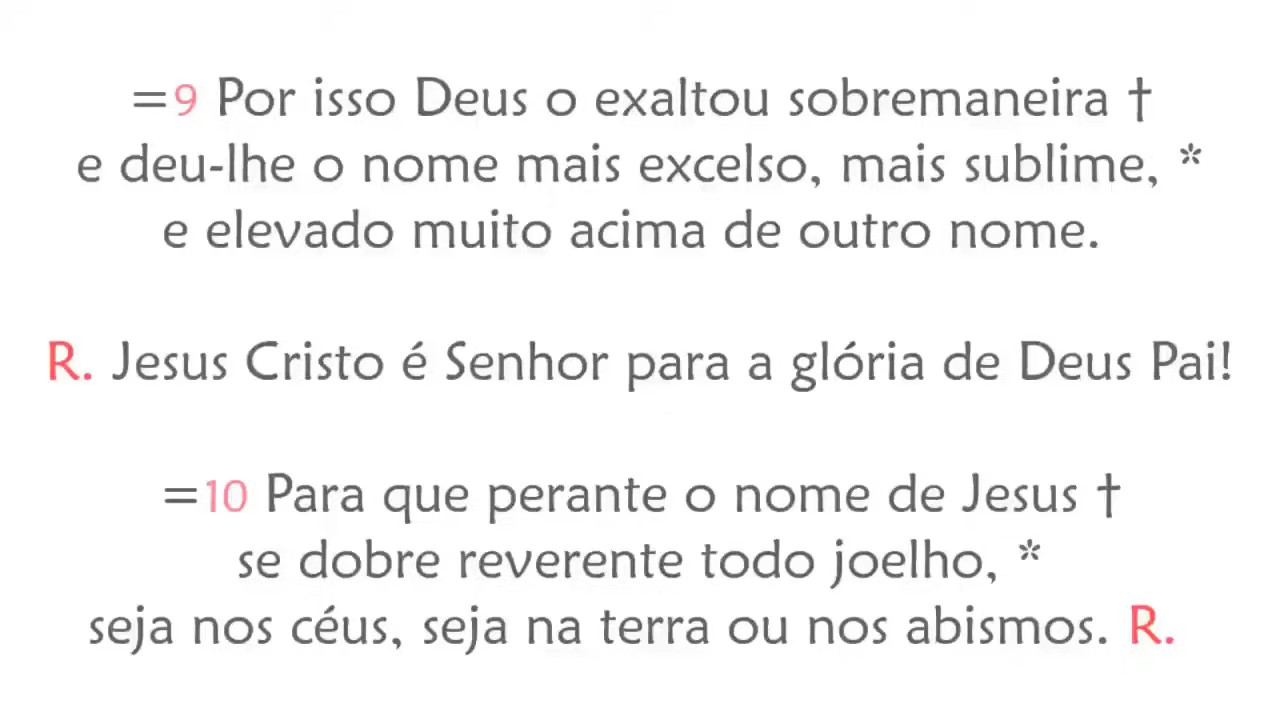 =9 Por isso Deus o exaltou sobremaneira †
e deu-lhe o nome mais excelso, mais sublime, *
e elevado muito acima de outro nome.
R. Jesus Cristo é Senhor para a glória de Deus Pai!
=10 Para que perante o nome de Jesus †
se dobre reverente todo joelho, *
seja nos céus, seja na terra ou nos abismos. R.